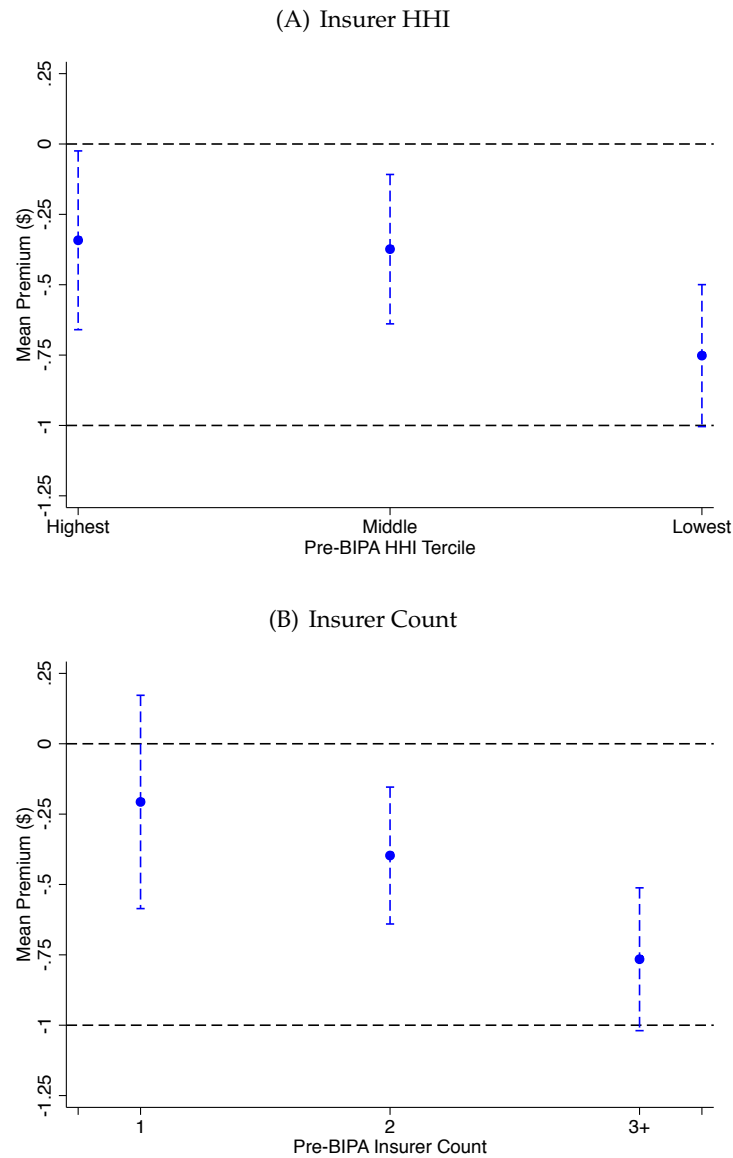 (A) Insurer HHI
.25
0
-.25
-.5
-.75
-1
-1.25
Mean Premium ($)
Highest Middle Lowest
Pre-BIPA HHI Tercile
(B) Insurer Count
.25
0
-.25
-.5
-.75
-1
-1.25
Mean Premium ($)
1 2 3+
Pre-BIPA Insurer Count